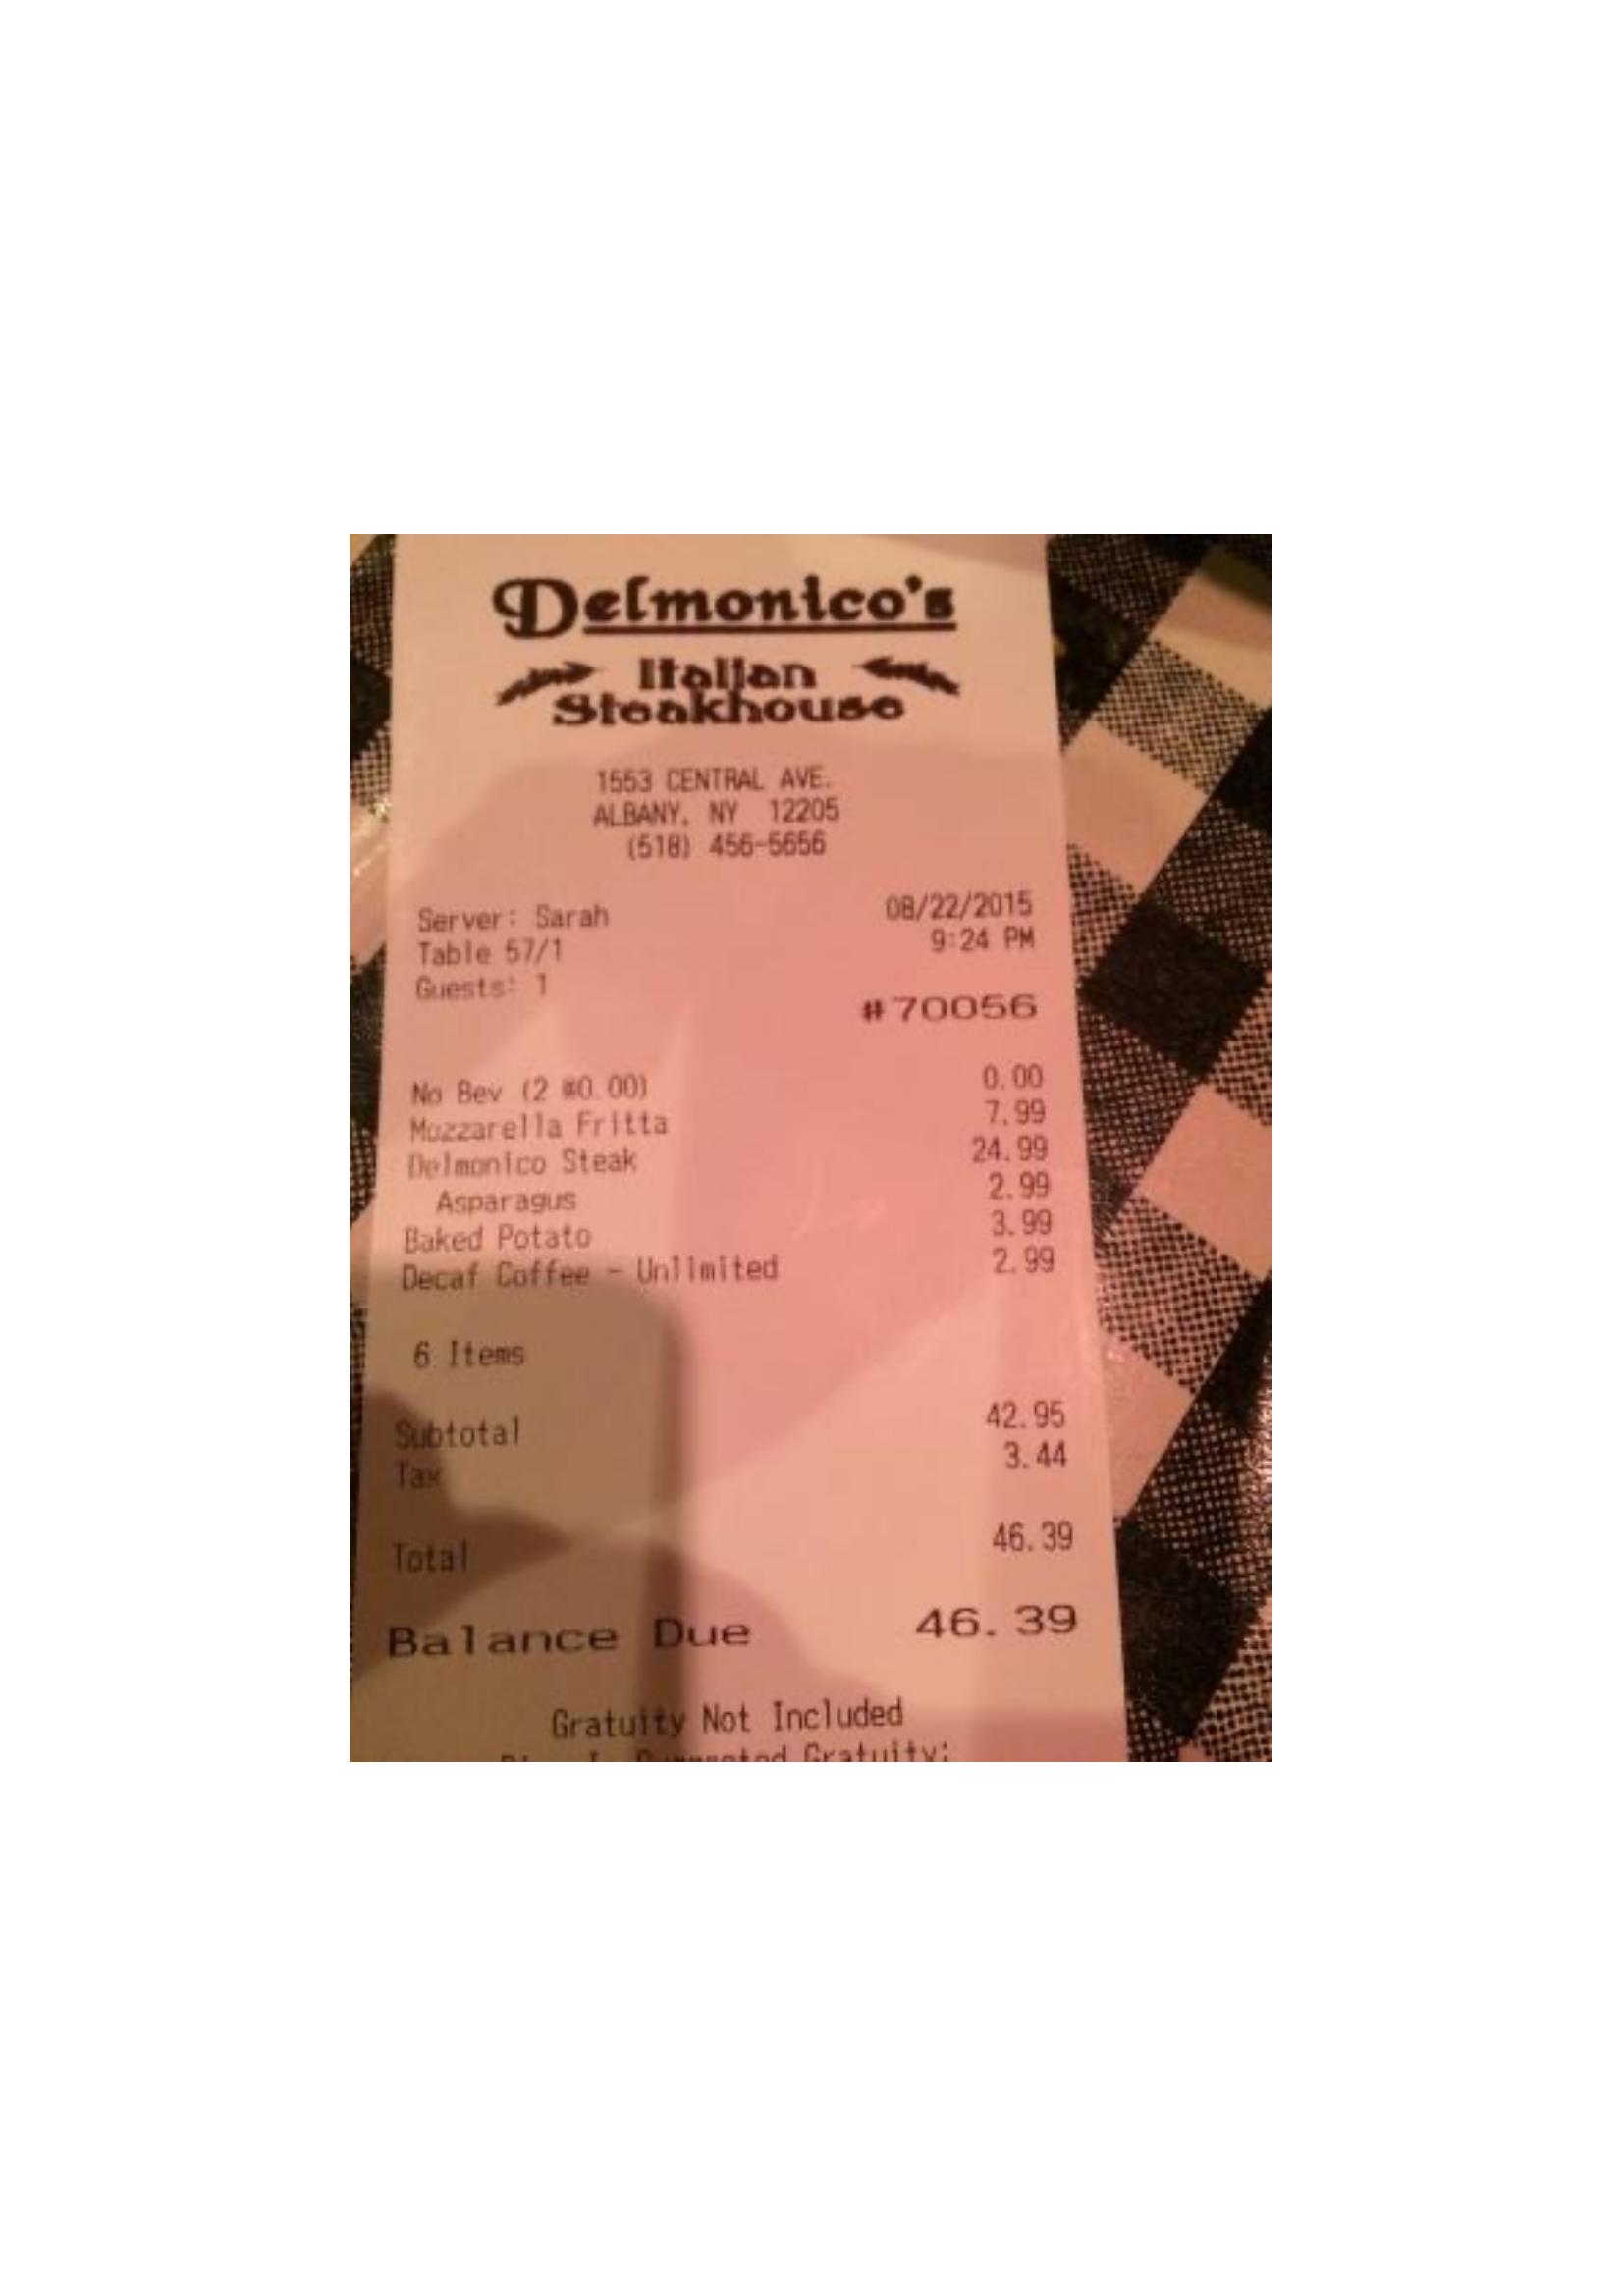 Delmonico's
Italian
Steakhouse
1553 CENTRAL AVE.
ALBANY, NY 12205
(518) 456-5656
Server: Sarah 08/22/2015
Table 57/1 9:24 PM
Guests: 1
#70056
No Bev (2 @0.00) 0.00
Mozzarella Fritta 7.99
Delmonico Steak 24.99
Asparagus 2.99
Baked Potato 3.99
Decaf Coffee - Unlimited 2.99
6 Items
Subtotal 42.95
Tax 3.44
Total 46.39
Balance Due 46.39
Gratuity Not Included
Suggested Gratuity: